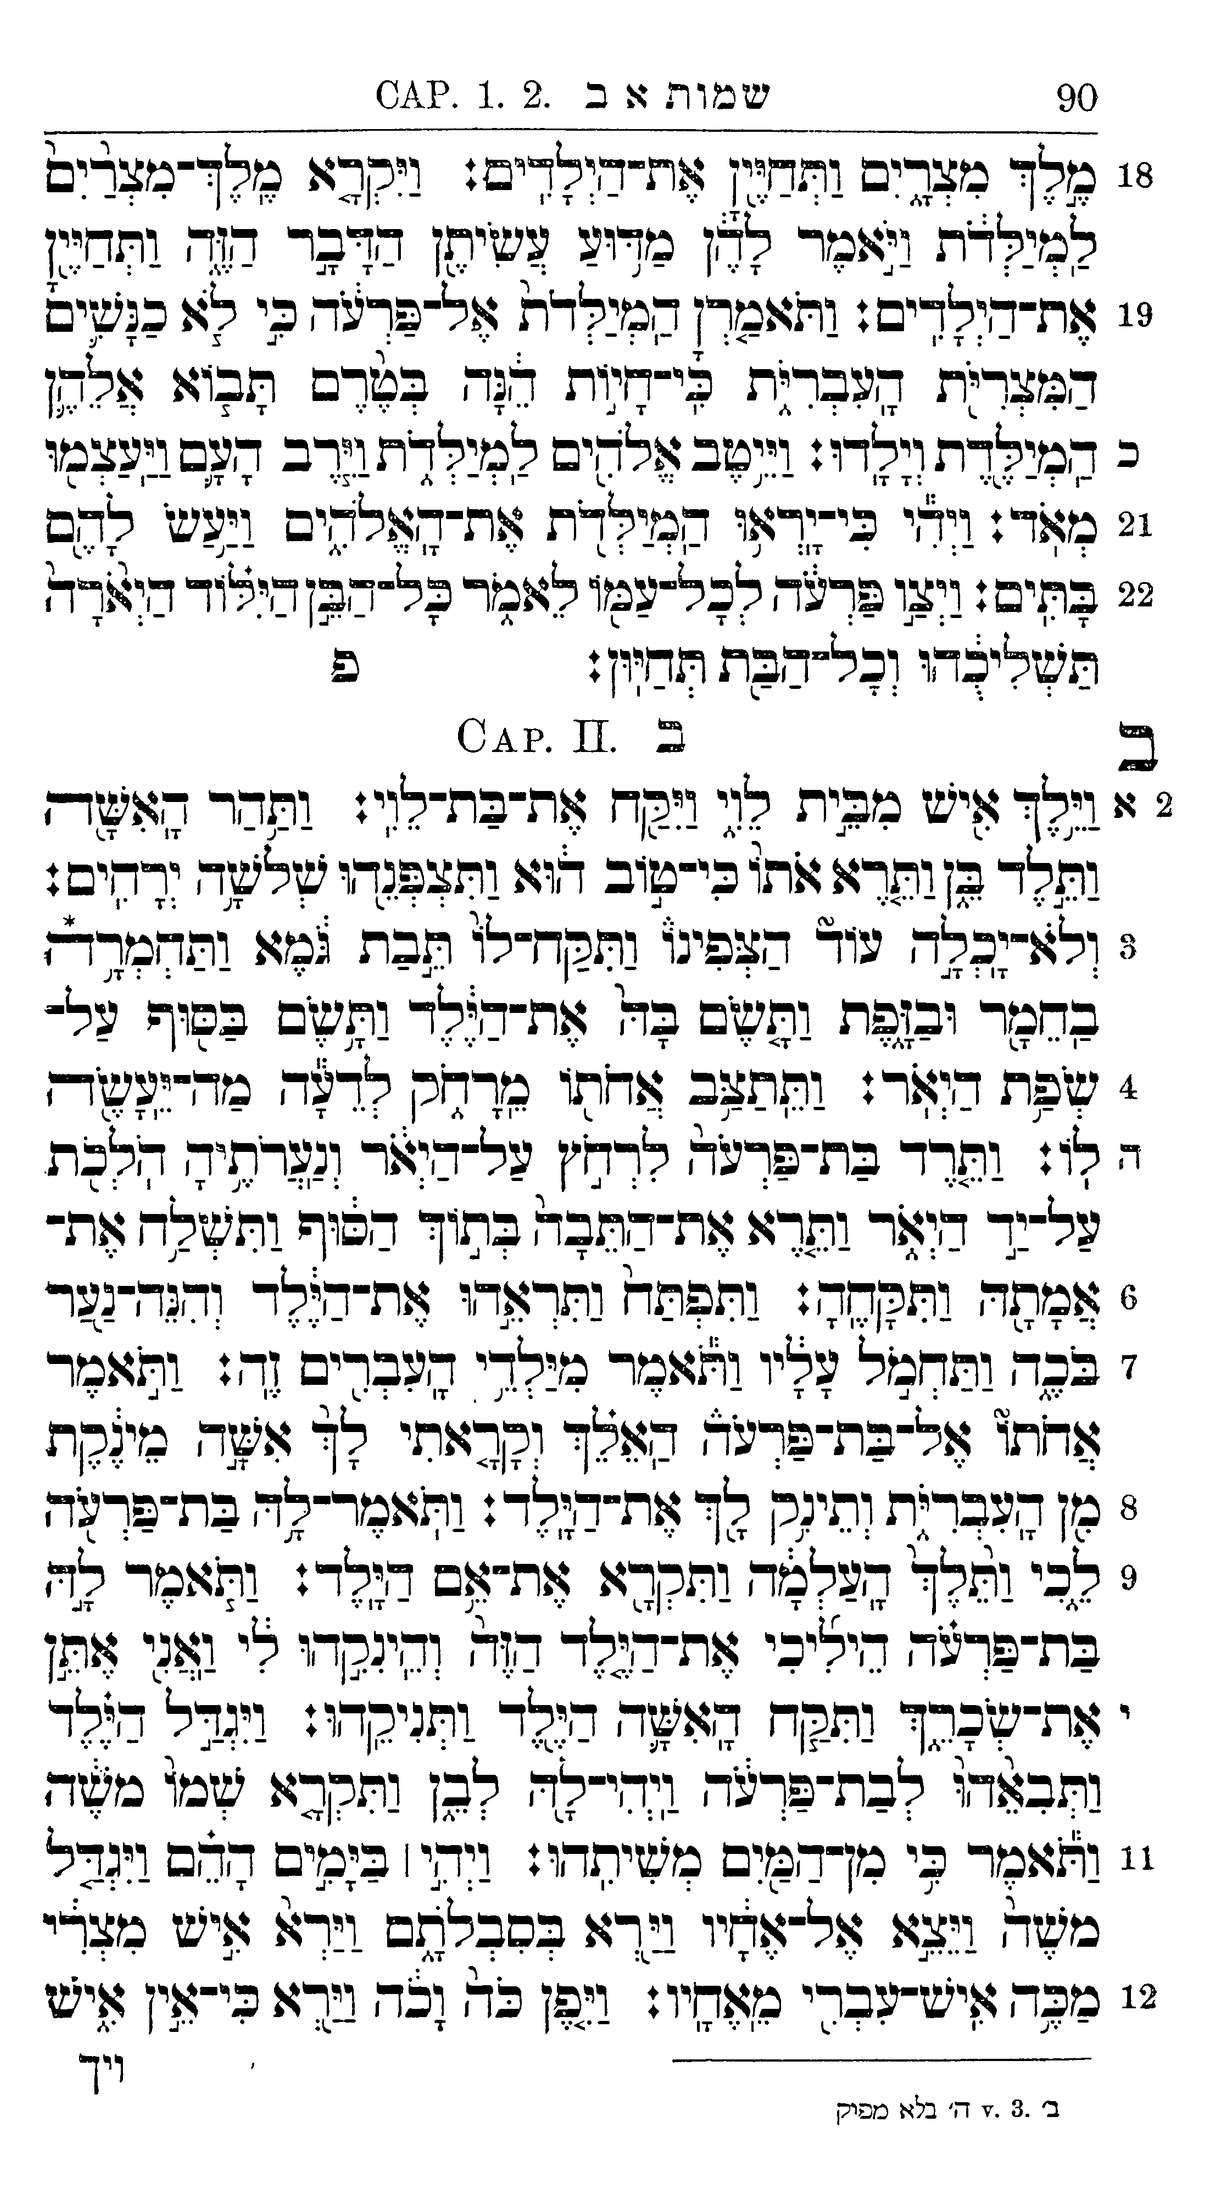 90 שמות א ב CAP. 1. 2.
18 מֶ֣לֶךְ מִצְרָ֑יִם וַתְּחַיֶּ֖יןָ אֶת־הַיְלָדִֽים׃ וַיִּקְרָ֤א מֶֽלֶךְ־מִצְרַ֙יִם֙
לַֽמְיַלְּדֹ֔ת וַיֹּ֣אמֶר לָהֶ֔ן מַדּ֥וּעַ עֲשִׂיתֶ֖ן הַדָּבָ֣ר הַזֶּ֑ה וַתְּחַיֶּ֖יןָ
19 אֶת־הַיְלָדִֽים׃ וַתֹּאמַ֤רְןָ הַֽמְיַלְּדֹת֙ אֶל־פַּרְעֹ֔ה כִּ֣י לֹ֧א כַנָּשִׁ֛ים
הַמִּצְרִיֹּ֖ת הָֽעִבְרִיֹּ֑ת כִּֽי־חָי֣וֹת הֵ֔נָּה בְּטֶ֨רֶם תָּב֧וֹא אֲלֵהֶ֛ן
כ הַֽמְיַלֶּ֖דֶת וְיָלָֽדוּ׃ וַיֵּ֥יטֶב אֱלֹהִ֖ים לַֽמְיַלְּדֹ֑ת וַיִּ֧רֶב הָעָ֛ם וַיַּֽעַצְמ֖וּ
21 מְאֹֽד׃ וַיְהִ֕י כִּי־יָֽרְא֥וּ הַֽמְיַלְּדֹ֖ת אֶת־הָֽאֱלֹהִ֑ים וַיַּ֥עַשׂ לָהֶ֖ם
22 בָּתִּֽים׃ וַיְצַ֣ו פַּרְעֹ֔ה לְכָל־עַמּ֖וֹ לֵאמֹ֑ר כָּל־הַבֵּ֣ן הַיִּלּ֗וֹד הַיְאֹ֙רָה֙
תַּשְׁלִיכֻ֔הוּ וְכָל־הַבַּ֖ת תְּחַיּֽוּן׃ פ
ב CAP. II. ב
א 2 וַיֵּ֥לֶךְ אִ֖ישׁ מִבֵּ֣ית לֵוִ֑י וַיִּקַּ֖ח אֶת־בַּת־לֵוִֽי׃ וַתַּ֥הַר הָֽאִשָּׁ֖ה
וַתֵּ֣לֶד בֵּ֑ן וַתֵּ֤רֶא אֹתוֹ֙ כִּי־ט֣וֹב ה֔וּא וַֽתִּצְפְּנֵ֖הוּ שְׁלֹשָׁ֥ה יְרָחִֽים׃
3 וְלֹא־יָֽכְלָ֣ה עוֹד֮ הַצְּפִינוֹ֒ וַתִּֽקַּֽח־לוֹ֙ תֵּ֣בַת גֹּ֔מֶא וַתַּחְמְרָ֥ה*
בַֽחֵמָ֖ר וּבַזָּ֑פֶת וַתָּ֤שֶׂם בָּהּ֙ אֶת־הַיֶּ֔לֶד וַתָּ֥שֶׂם בַּסּ֖וּף עַל־
4 שְׂפַ֥ת הַיְאֹֽר׃ וַתֵּֽתַצַּ֥ב אֲחֹת֖וֹ מֵֽרָחֹ֑ק לְדֵעָ֕ה מַה־יֵּֽעָשֶׂ֖ה
ה לֽוֹ׃ וַתֵּ֤רֶד בַּת־פַּרְעֹה֙ לִרְחֹ֣ץ עַל־הַיְאֹ֔ר וְנַֽעֲרֹתֶ֥יהָ הֹֽלְכֹ֖ת
עַל־יַ֣ד הַיְאֹ֑ר וַתֵּ֤רֶא אֶת־הַתֵּבָה֙ בְּת֣וֹךְ הַסּ֔וּף וַתִּשְׁלַ֥ח אֶת־
6 אֲמָתָ֖הּ וַתִּקָּחֶֽהָ׃ וַתִּפְתַּח֙ וַתִּרְאֵ֣הוּ אֶת־הַיֶּ֔לֶד וְהִנֵּה־נַ֖עַר
7 בֹּכֶ֑ה וַתַּחְמֹ֣ל עָלָ֔יו וַתֹּ֕אמֶר מִיַּלְדֵ֥י הָֽעִבְרִ֖ים זֶֽה׃ וַתֹּ֣אמֶר
אֲחֹתוֹ֮ אֶל־בַּת־פַּרְעֹה֒ הַֽאֵלֵ֗ךְ וְקָרָ֤אתִי לָךְ֙ אִשָּׁ֣ה מֵינֶ֔קֶת
8 מִ֖ן הָֽעִבְרִיֹּ֑ת וְתֵינִ֥ק לָ֖ךְ אֶת־הַיָּֽלֶד׃ וַתֹּֽאמֶר־לָ֥הּ בַּת־פַּרְעֹ֖ה
9 לֵ֑כִי וַתֵּ֙לֶךְ֙ הָֽעַלְמָ֔ה וַתִּקְרָ֖א אֶת־אֵ֥ם הַיָּֽלֶד׃ וַתֹּ֧אמֶר לָ֣הּ
בַּת־פַּרְעֹ֗ה הֵילִ֜יכִי אֶת־הַיֶּ֤לֶד הַזֶּה֙ וְהֵֽינִקִ֣הוּ לִ֔י וַֽאֲנִ֖י אֶתֵּ֣ן
י אֶת־שְׂכָרֵ֑ךְ וַתִּקַּ֧ח הָֽאִשָּׁ֛ה הַיֶּ֖לֶד וַתְּנִיקֵֽהוּ׃ וַיִּגְדַּ֣ל הַיֶּ֗לֶד
וַתְּבִאֵ֙הוּ֙ לְבַת־פַּרְעֹ֔ה וַֽיְהִי־לָ֖הּ לְבֵ֑ן וַתִּקְרָ֤א שְׁמוֹ֙ מֹשֶׁ֔ה
11 וַתֹּ֕אמֶר כִּ֥י מִן־הַמַּ֖יִם מְשִׁיתִֽהוּ׃ וַיְהִ֣י ׀ בַּיָּמִ֣ים הָהֵ֗ם וַיִּגְדַּ֤ל
מֹשֶׁה֙ וַיֵּצֵ֣א אֶל־אֶחָ֔יו וַיַּ֖רְא בְּסִבְלֹתָ֑ם וַיַּרְא֙ אִ֣ישׁ מִצְרִ֔י
12 מַכֶּ֥ה אִֽישׁ־עִבְרִ֖י מֵֽאֶחָֽיו׃ וַיִּ֤פֶן כֹּה֙ וָכֹ֔ה וַיַּ֖רְא כִּי־אֵ֣ין אִ֑ישׁ
ויך
ב׳ v. 3. ה׳ בלא מפיק